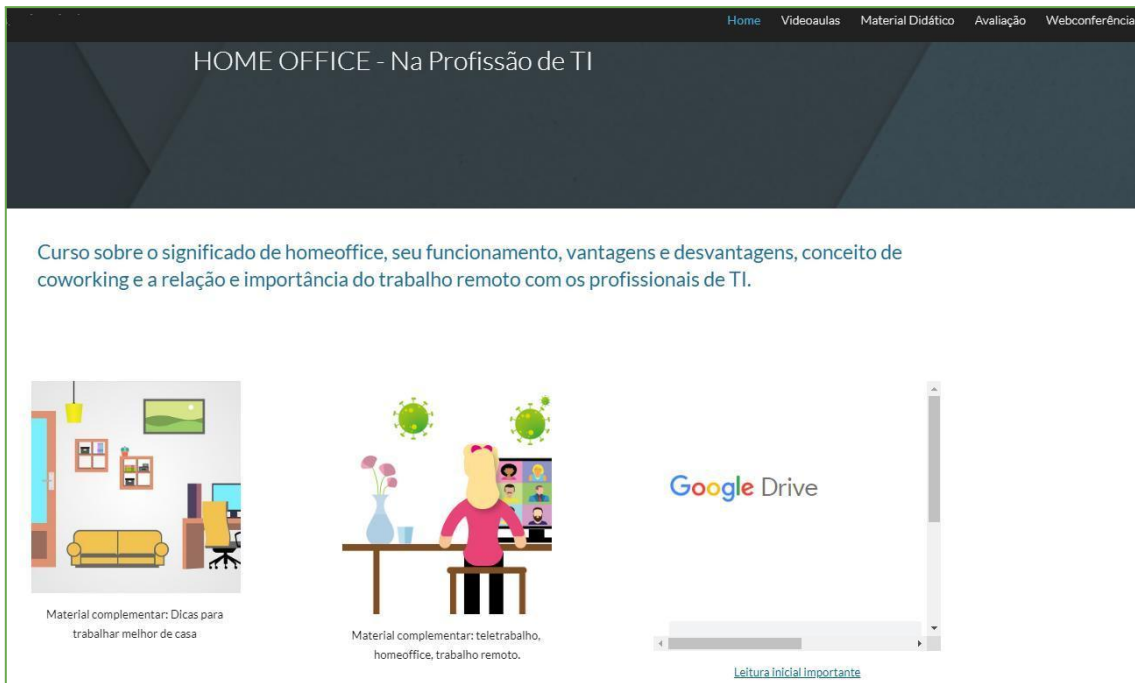 Home Videoaulas Material Didático Avaliação Webconferência
HOME OFFICE - Na Profissão de TI
Curso sobre o significado de homeoffice, seu funcionamento, vantagens e desvantagens, conceito de
coworking e a relação e importância do trabalho remoto com os profissionais de TI.
Google Drive
Material complementar: Dicas para
trabalhar melhor de casa
Material complementar: teletrabalho,
homeoffice, trabalho remoto.
Leitura inicial importante